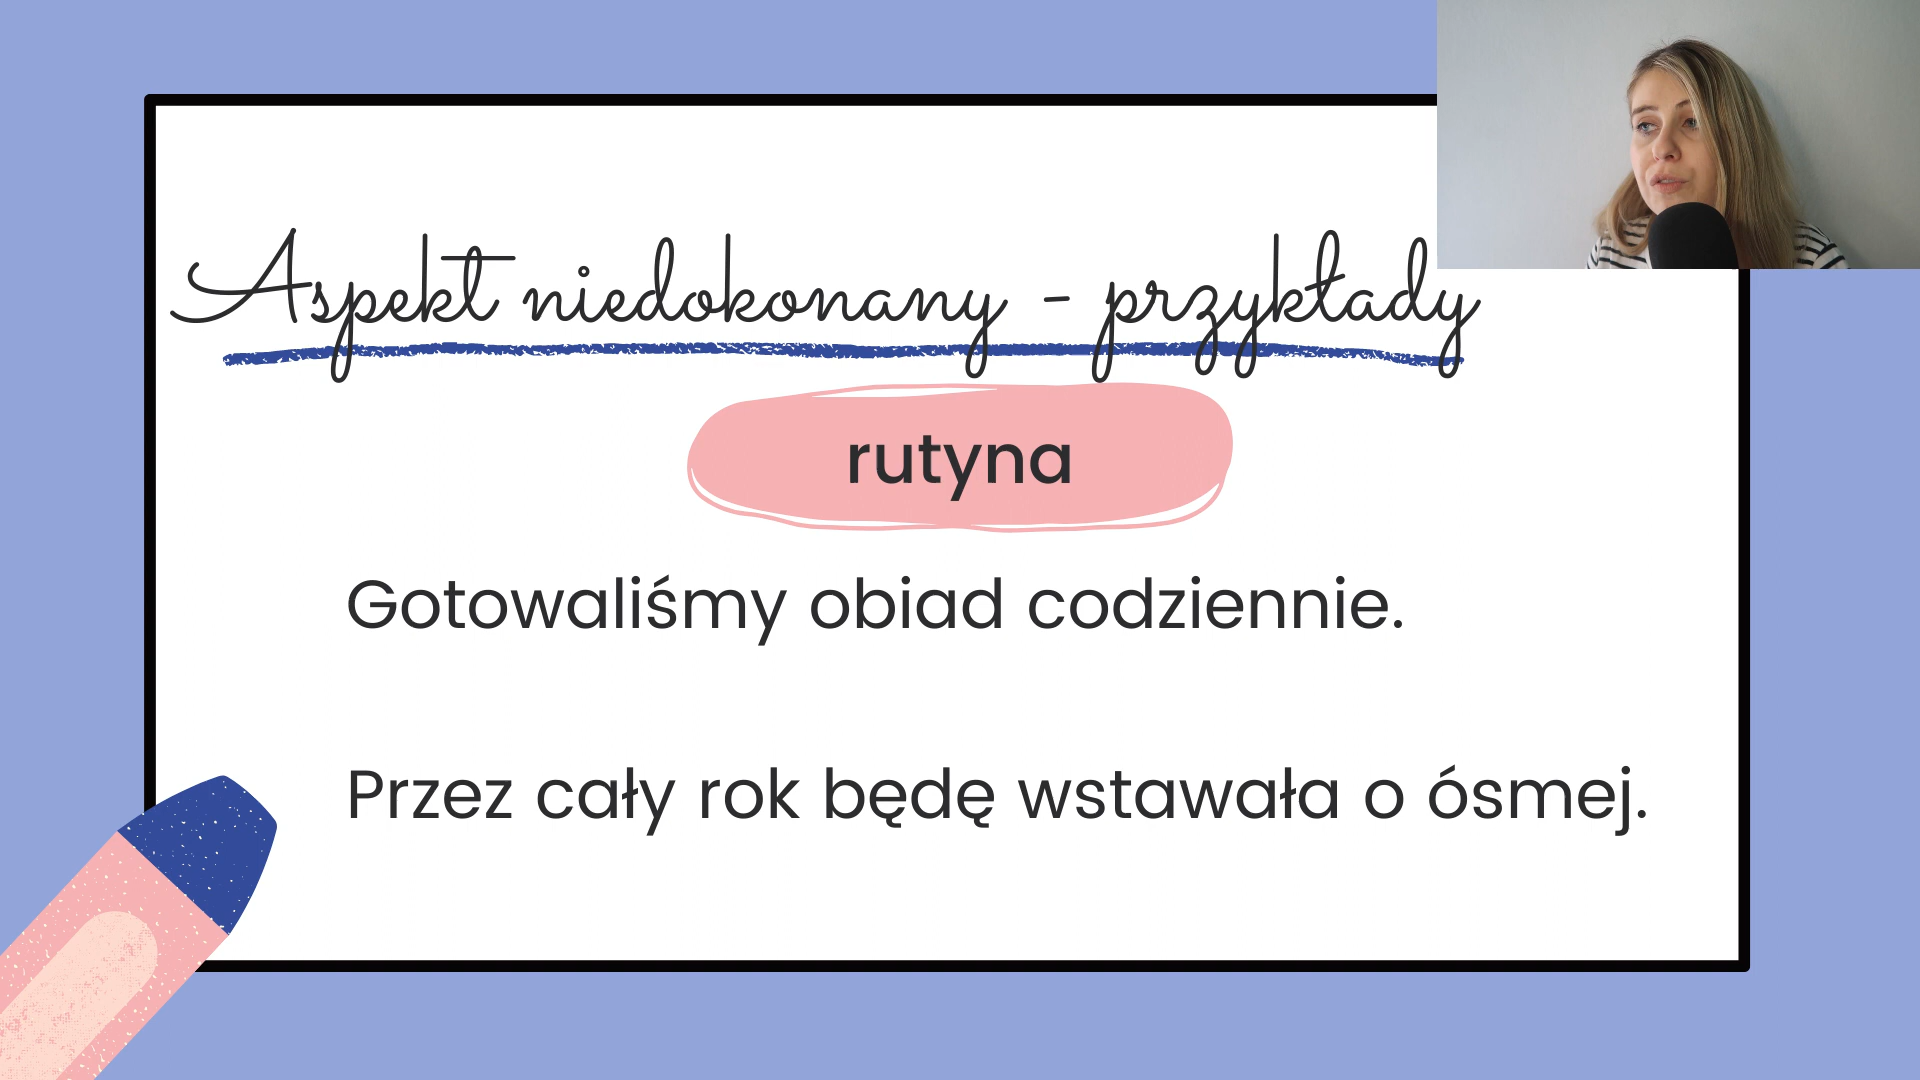 Aspekt niedokonany - przykłady
rutyna
Gotowaliśmy obiad codziennie.
Przez cały rok będę wstawała o ósmej.